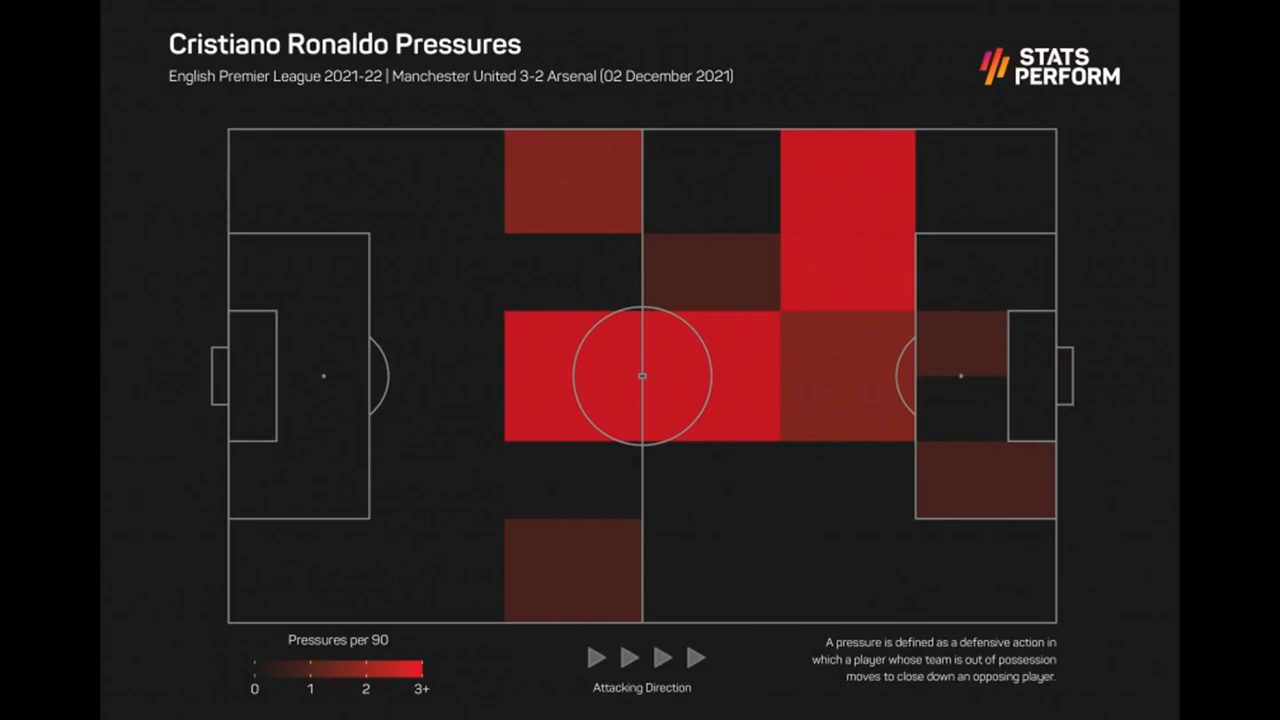 Cristiano Ronaldo Pressures
English Premier League 2021-22 | Manchester United 3-2 Arsenal (02 December 2021)
STATS
PERFORM
Pressures per 90
0 1 2 3+
Attacking Direction
A pressure is defined as a defensive action in
which a player whose team is out of possession
moves to close down an opposing player.